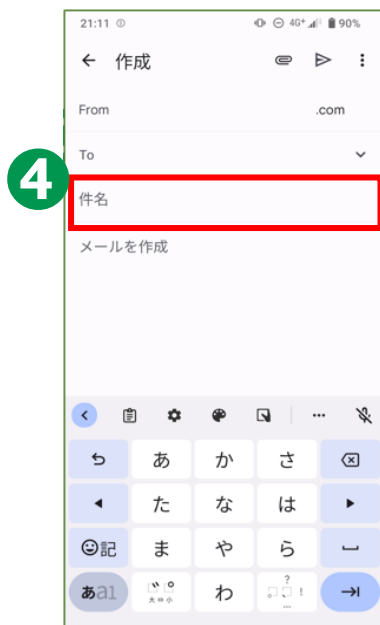 21:11 4G+ 90%
作成
From .com
To
4
件名
メールを作成
あ か さ
た な は
記 ま や ら
あa1 大⇔小 わ 。?!、…